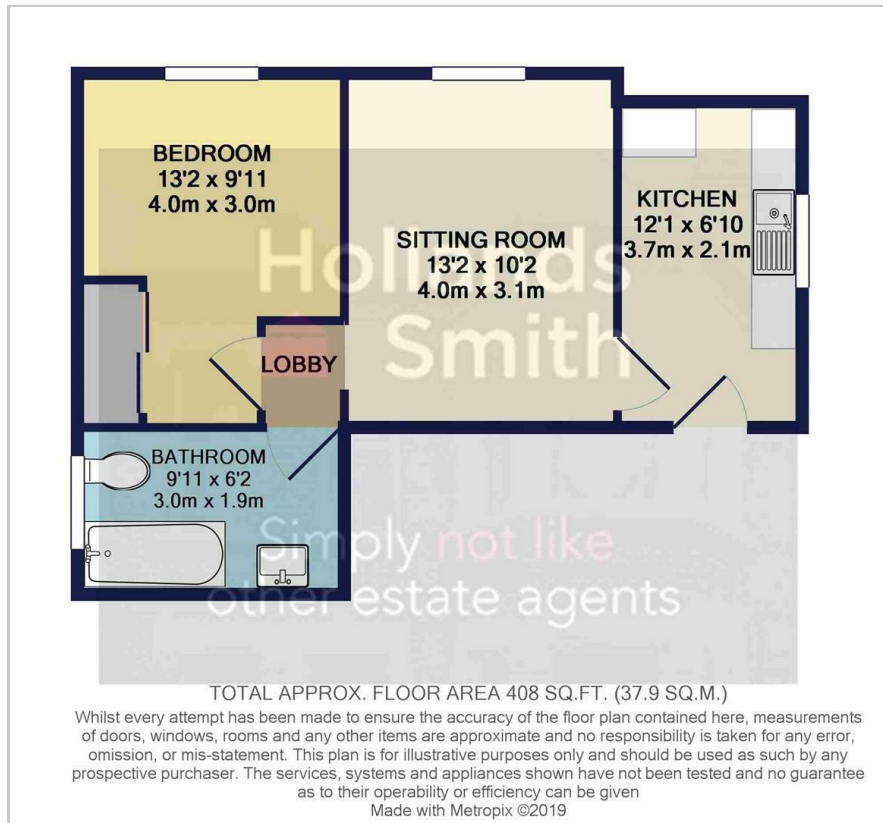 BEDROOM
13'2 x 9'11
4.0m x 3.0m
SITTING ROOM
13'2 x 10'2
4.0m x 3.1m
KITCHEN
12'1 x 6'10
3.7m x 2.1m
LOBBY
BATHROOM
9'11 x 6'2
3.0m x 1.9m
Hollands
Smith
Simply not like
other estate agents
TOTAL APPROX. FLOOR AREA 408 SQ.FT. (37.9 SQ.M.)
Whilst every attempt has been made to ensure the accuracy of the floor plan contained here, measurements
of doors, windows, rooms and any other items are approximate and no responsibility is taken for any error,
omission, or mis-statement. This plan is for illustrative purposes only and should be used as such by any
prospective purchaser. The services, systems and appliances shown have not been tested and no guarantee
as to their operability or efficiency can be given
Made with Metropix ©2019